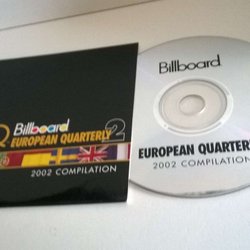 Billboard
EUROPEAN QUARTERLY 2
2002 COMPILATION
Billboard
EUROPEAN QUARTERLY
2002 COMPILATION